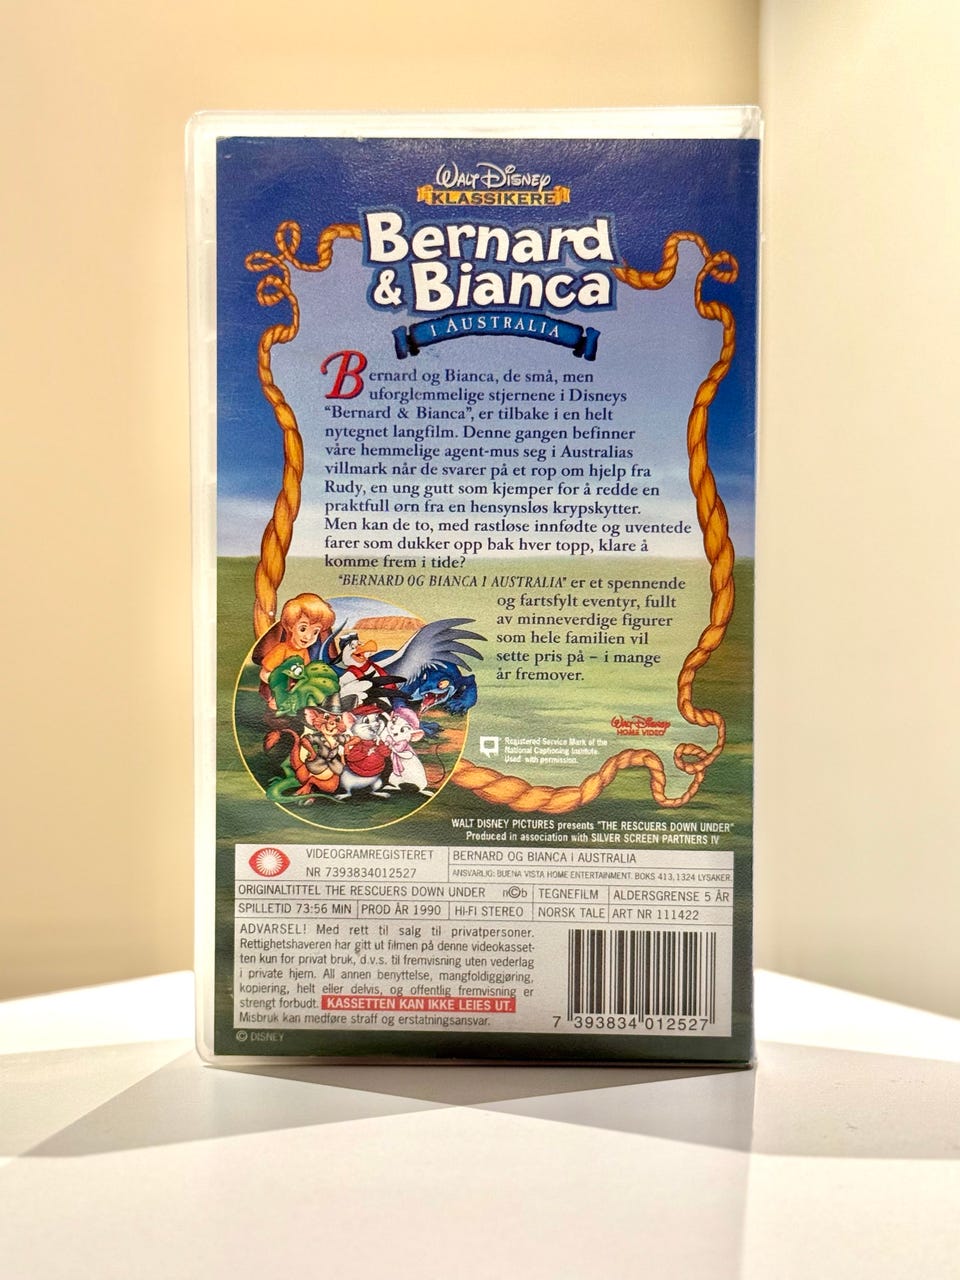 WALT DISNEY
KLASSIKERE
Bernard
& Bianca
I AUSTRALIA
Bernard og Bianca, de små, men
uforglemmelige stjernene i Disneys
“Bernard & Bianca”, er tilbake i en helt
nytegnet langfilm. Denne gangen befinner
våre hemmelige agent-mus seg i Australias
villmark når de svarer på et rop om hjelp fra
Rudy, en ung gutt som kjemper for å redde en
praktfull ørn fra en hensynsløs krypskytter.
Men kan de to, med rastløse innfødte og uventede
farer som dukker opp bak hver topp, klare å
komme frem i tide?
“BERNARD OG BIANCA I AUSTRALIA” er et spennende
og fartsfylt eventyr, fullt
av minneverdige figurer
som hele familien vil
sette pris på – i mange
år fremover.
WALT DISNEY
HOME VIDEO
Registered Service Mark of the
National Captioning Institute.
Used with permission.
WALT DISNEY PICTURES presents "THE RESCUERS DOWN UNDER"
Produced in association with SILVER SCREEN PARTNERS IV
VIDEOGRAMREGISTERET
NR 7393834012527
BERNARD OG BIANCA I AUSTRALIA
ANSVARLIG: BUENA VISTA HOME ENTERTAINMENT. BOKS 413, 1324 LYSAKER.
ORIGINALTITTEL THE RESCUERS DOWN UNDER n©b TEGNEFILM ALDERSGRENSE 5 ÅR
SPILLETID 73:56 MIN PROD ÅR 1990 HI-FI STEREO NORSK TALE ART NR 111422
ADVARSEL! Med rett til salg til privatpersoner.
Rettighetshaveren har gitt ut filmen på denne videokasset-
ten kun for privat bruk, d.v.s. til fremvisning uten vederlag
i private hjem. All annen benyttelse, mangfoldiggjøring,
kopiering, helt eller delvis, og offentlig fremvisning er
strengt forbudt. KASSETTEN KAN IKKE LEIES UT.
Misbruk kan medføre straff og erstatningsansvar.
7 393834 012527
© DISNEY